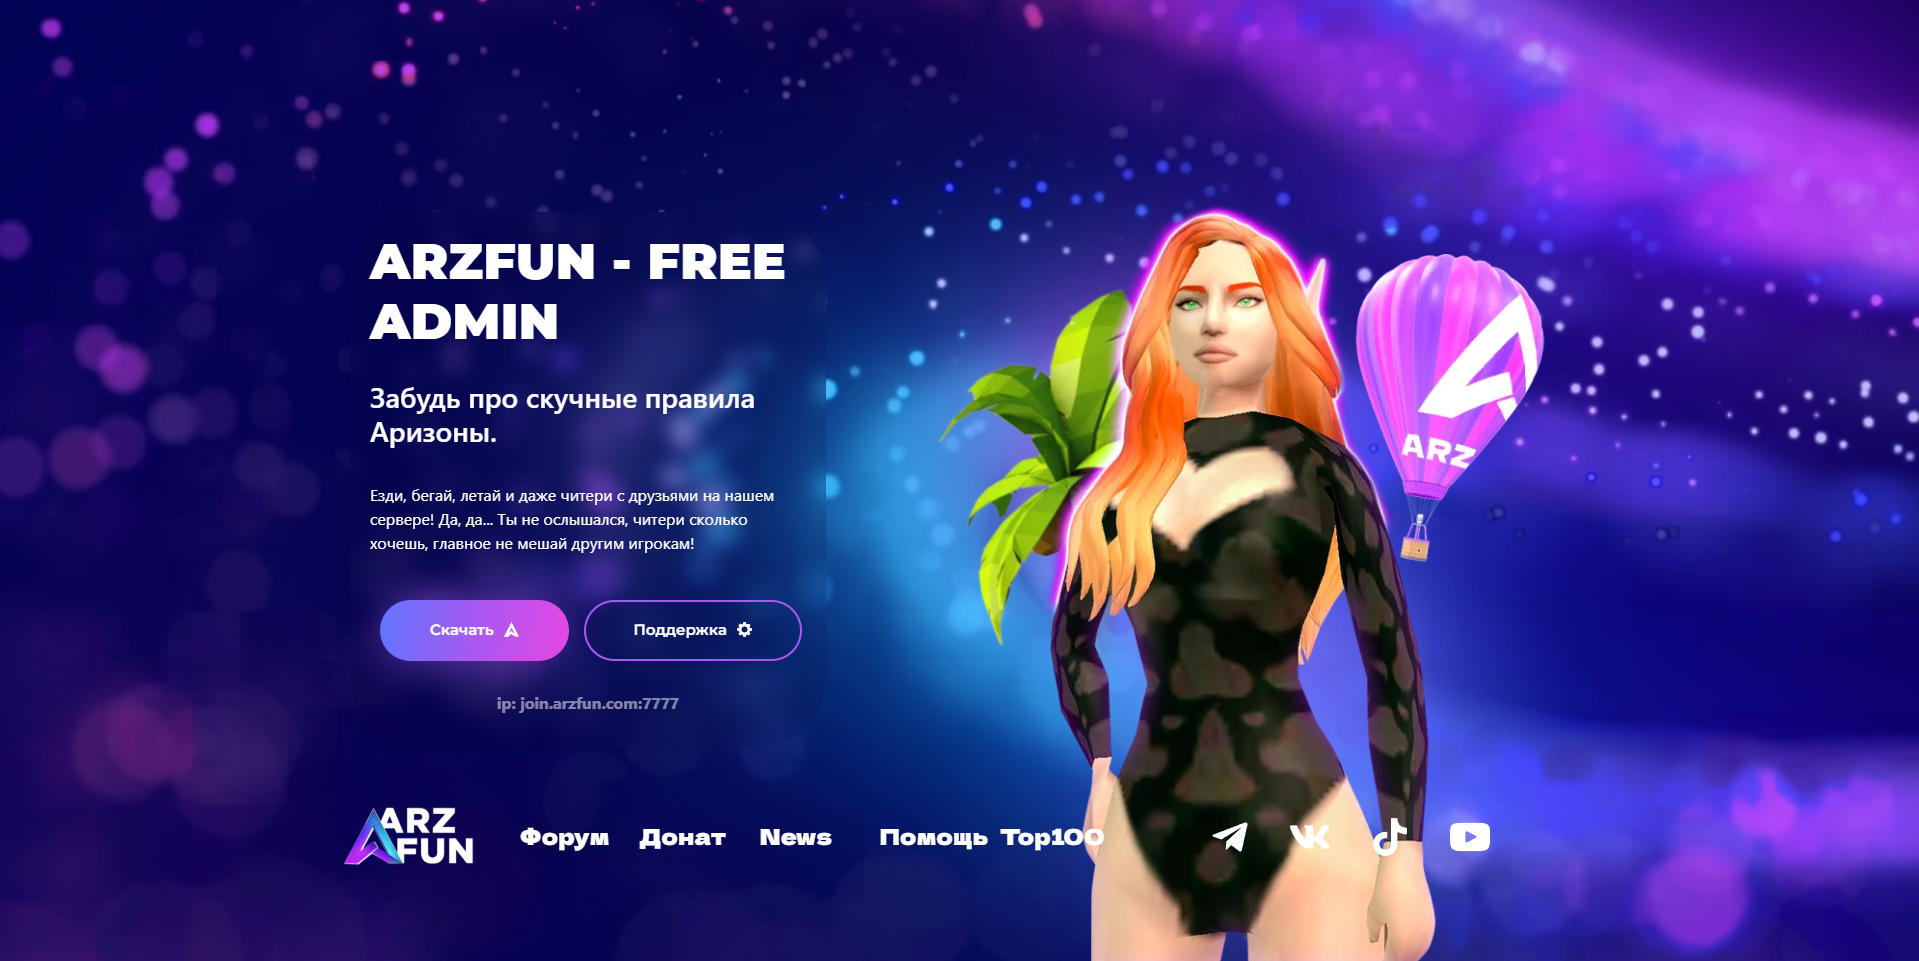 ARZFUN - FREE
ADMIN
Забудь про скучные правила
Аризоны.
Езди, бегай, летай и даже читери с друзьями на нашем
сервере! Да, да... Ты не ослышался, читери сколько
хочешь, главное не мешай другим игрокам!
Скачать
Поддержка
ip: join.arzfun.com:7777
ARZ
ARZ
FUN
Форум Донат News Помощь Top100